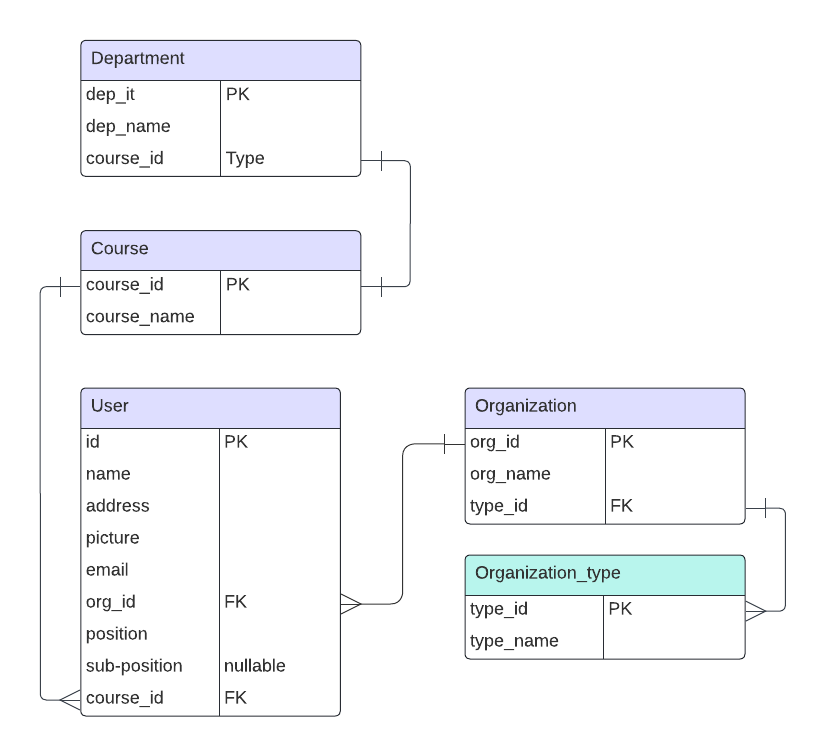 Department
dep_it PK
dep_name
course_id Type
Course
course_id PK
course_name
User
id PK
name
address
picture
email
org_id FK
position
sub-position nullable
course_id FK
Organization
org_id PK
org_name
type_id FK
Organization_type
type_id PK
type_name